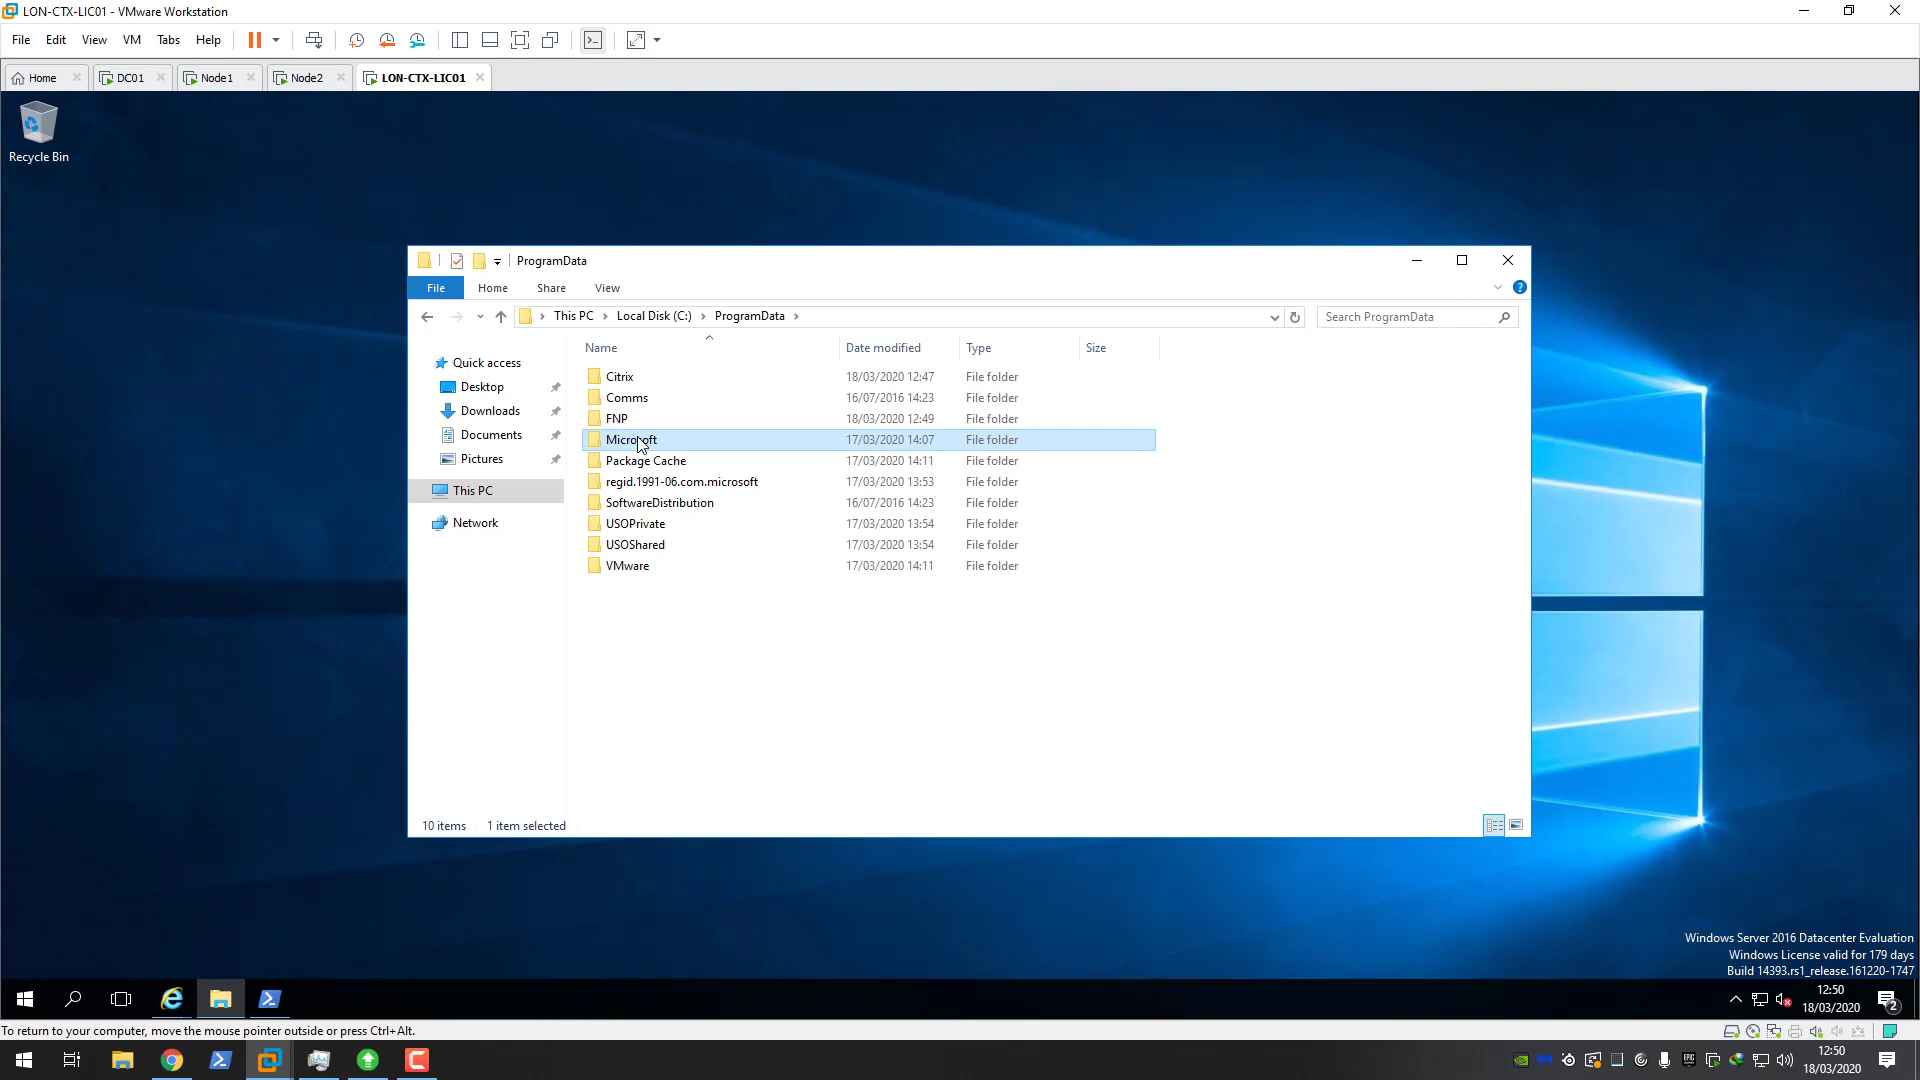 LON-CTX-LIC01 - VMware Workstation
File Edit View VM Tabs Help
Home DC01 Node1 Node2 LON-CTX-LIC01
Recycle Bin
ProgramData
File Home Share View
This PC Local Disk (C:) ProgramData
Search ProgramData
Name Date modified Type Size
Quick access
Desktop
Downloads
Documents
Pictures
This PC
Network
Citrix 18/03/2020 12:47 File folder
Comms 16/07/2016 14:23 File folder
FNP 18/03/2020 12:49 File folder
Microsoft 17/03/2020 14:07 File folder
Package Cache 17/03/2020 14:11 File folder
regid.1991-06.com.microsoft 17/03/2020 13:53 File folder
SoftwareDistribution 16/07/2016 14:23 File folder
USOPrivate 17/03/2020 13:54 File folder
USOShared 17/03/2020 13:54 File folder
VMware 17/03/2020 14:11 File folder
10 items 1 item selected
Windows Server 2016 Datacenter Evaluation
Windows License valid for 179 days
Build 14393.rs1_release.161220-1747
12:50
18/03/2020
2
To return to your computer, move the mouse pointer outside or press Ctrl+Alt.
12:50
18/03/2020